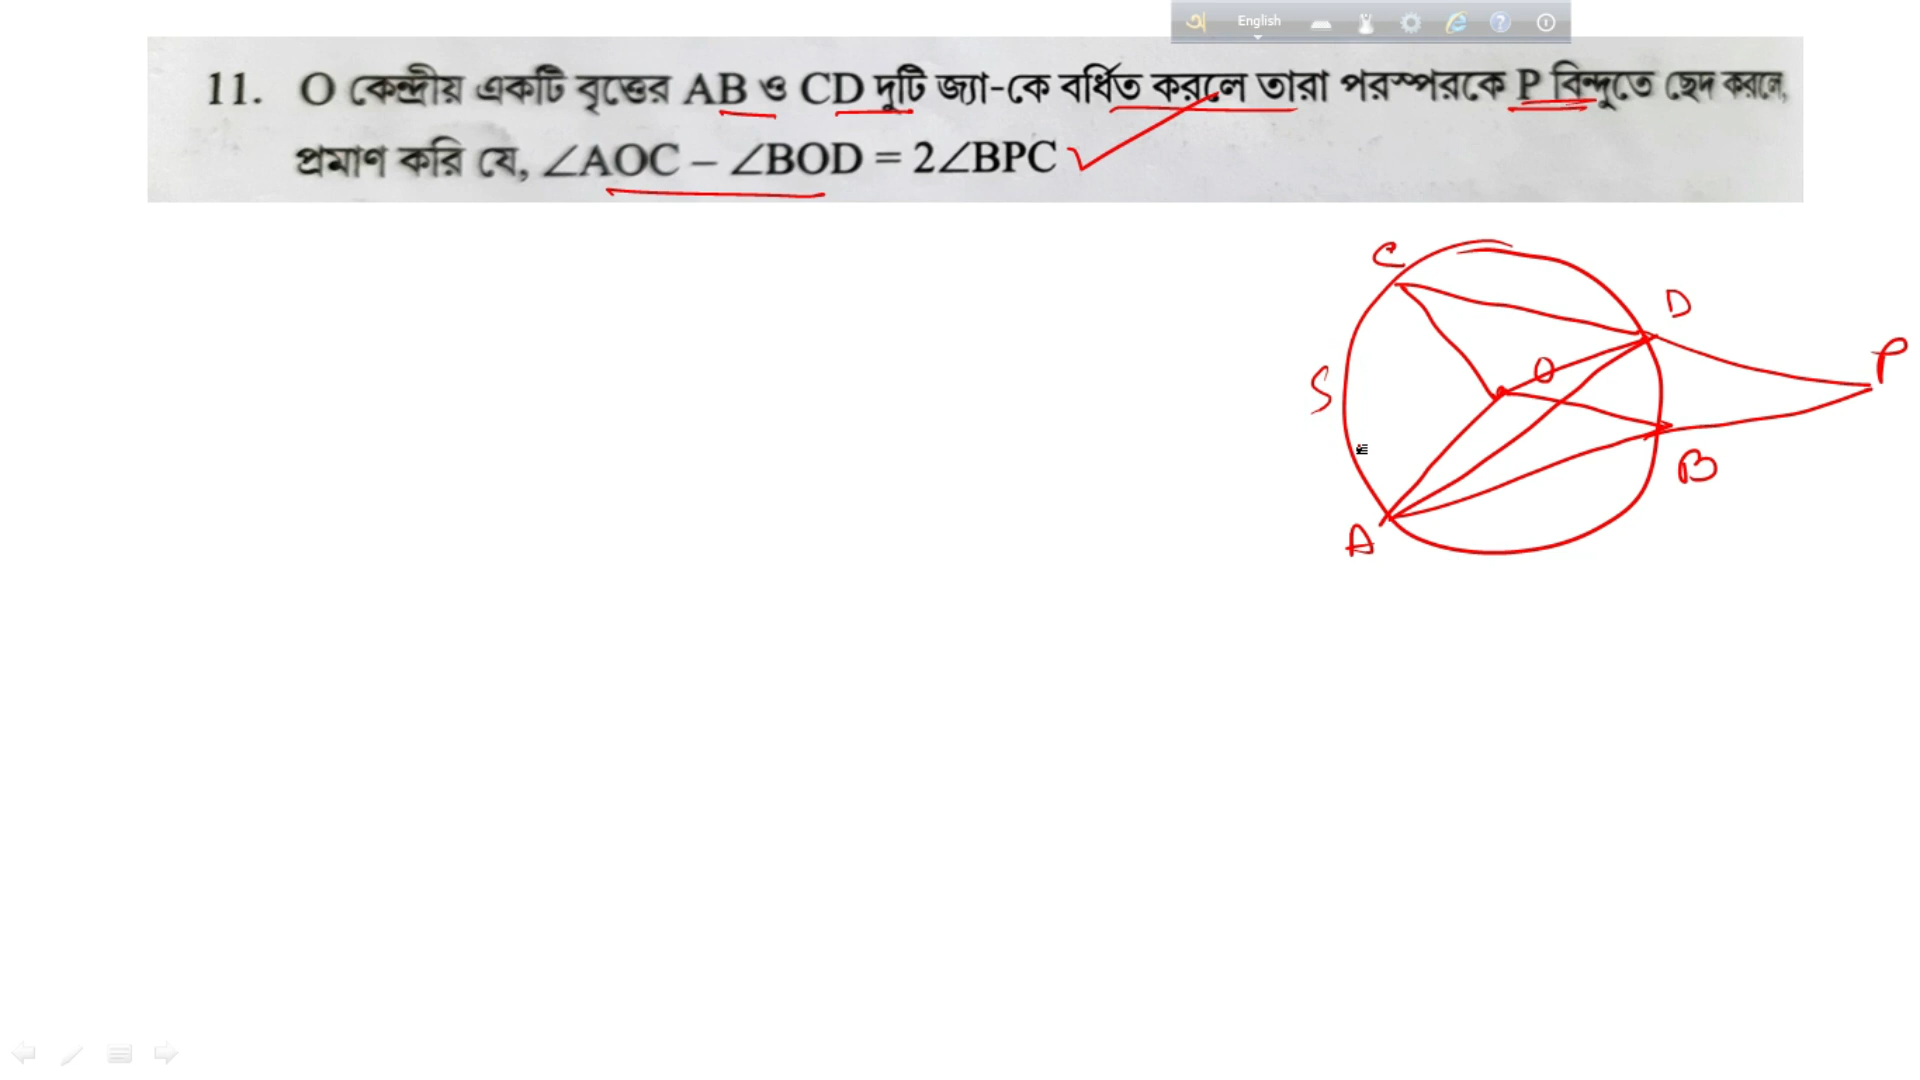 English
11. O কেন্দ্রীয় একটি বৃত্তের AB ও CD দুটি জ্যা-কে বর্ধিত করলে তারা পরস্পরকে P বিন্দুতে ছেদ করলে,
প্রমাণ করি যে, ∠AOC – ∠BOD = 2∠BPC
C
D
P
O
S
B
A